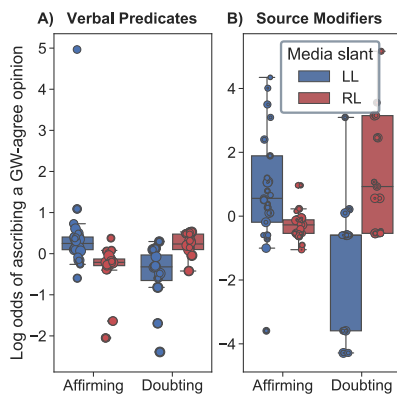 A) Verbal Predicates
B) Source Modifiers
Log odds of ascribing a GW-agree opinion
5
4
3
2
1
0
−1
−2
Affirming
Doubting
Media slant
LL
RL
4
2
0
−2
−4
Affirming
Doubting